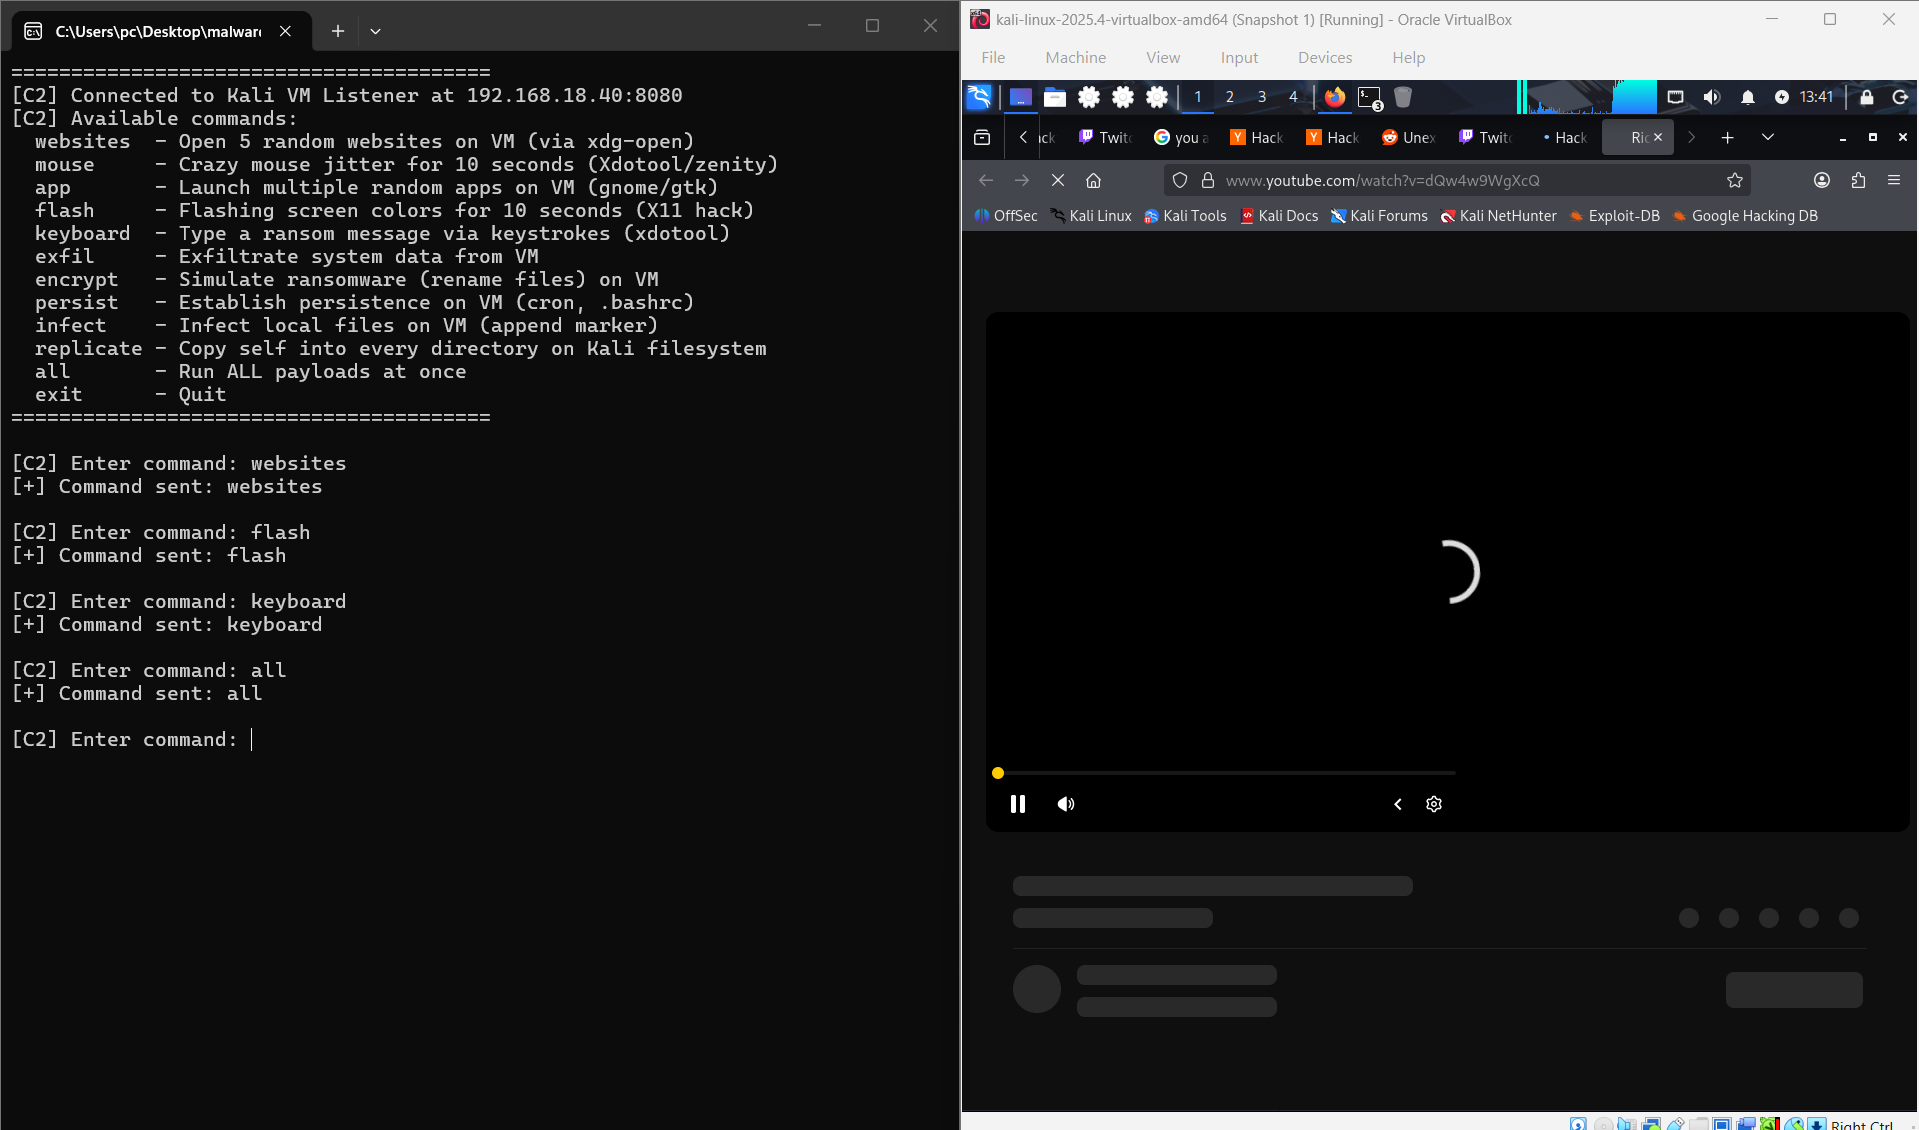 C:\Users\pc\Desktop\malwar
========================================
[C2] Connected to Kali VM Listener at 192.168.18.40:8080
[C2] Available commands:
websites - Open 5 random websites on VM (via xdg-open)
mouse - Crazy mouse jitter for 10 seconds (Xdotool/zenity)
app - Launch multiple random apps on VM (gnome/gtk)
flash - Flashing screen colors for 10 seconds (X11 hack)
keyboard - Type a ransom message via keystrokes (xdotool)
exfil - Exfiltrate system data from VM
encrypt - Simulate ransomware (rename files) on VM
persist - Establish persistence on VM (cron, .bashrc)
infect - Infect local files on VM (append marker)
replicate - Copy self into every directory on Kali filesystem
all - Run ALL payloads at once
exit - Quit
========================================
[C2] Enter command: websites
[+] Command sent: websites
[C2] Enter command: flash
[+] Command sent: flash
[C2] Enter command: keyboard
[+] Command sent: keyboard
[C2] Enter command: all
[+] Command sent: all
[C2] Enter command:
kali-linux-2025.4-virtualbox-amd64 (Snapshot 1) [Running] - Oracle VirtualBox
File Machine View Input Devices Help
1 2 3 4 3 13:41
ack Twit you a Hack Hack Unex Twit Hack Ric
www.youtube.com/watch?v=dQw4w9WgXcQ
OffSec Kali Linux Kali Tools Kali Docs Kali Forums Kali NetHunter Exploit-DB Google Hacking DB
Right Ctrl